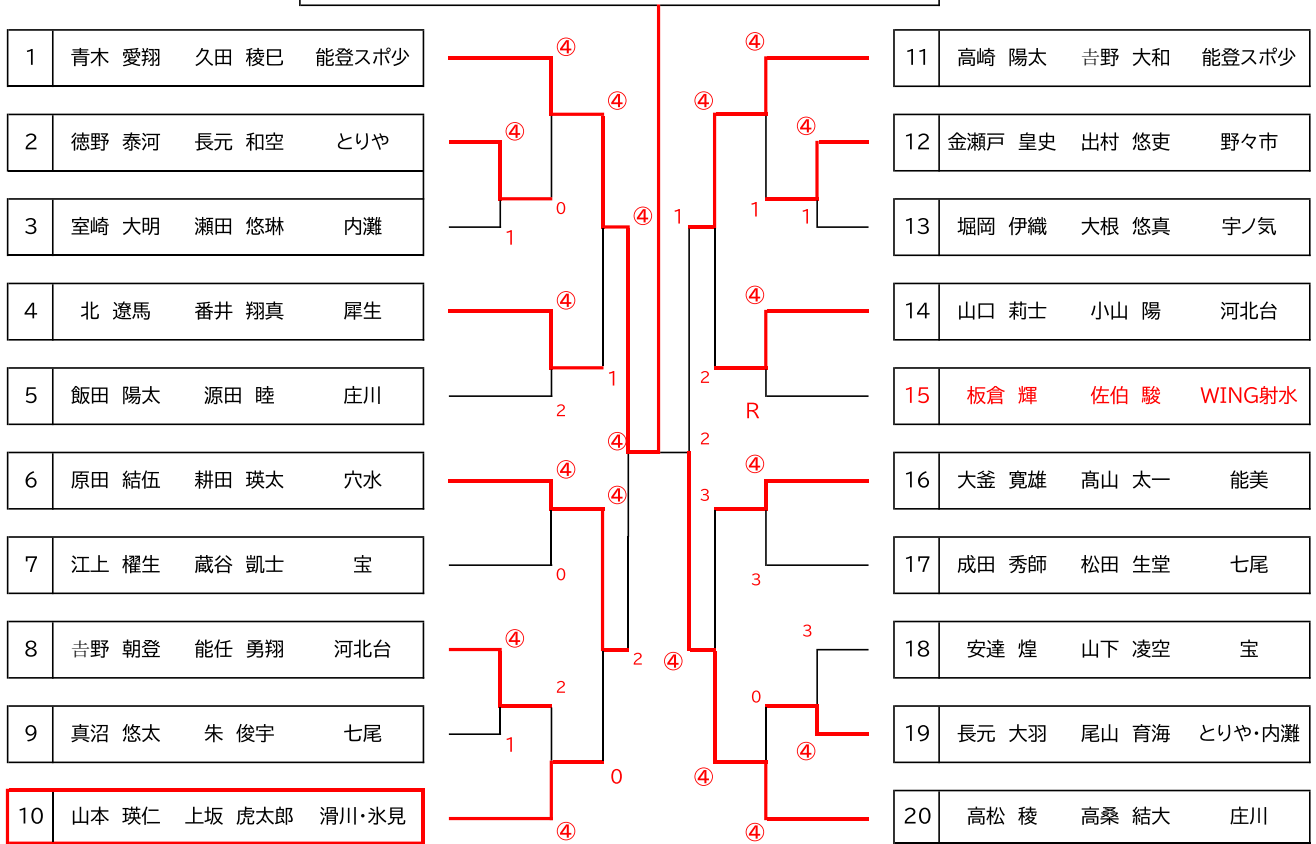 1 青木 愛翔 久田 稜巳 能登スポ少
2 徳野 泰河 長元 和空 とりや
3 室崎 大明 瀬田 悠琳 内灘
4 北 遼馬 番井 翔真 犀生
5 飯田 陽太 源田 睦 庄川
6 原田 結伍 耕田 瑛太 穴水
7 江上 櫂生 蔵谷 凱士 宝
8 𠮷野 朝登 能任 勇翔 河北台
9 真沼 悠太 朱 俊宇 七尾
10 山本 瑛仁 上坂 虎太郎 滑川・氷見
④
④
④
0
1
④
④
1
2
④
④
④
0
④
2
2
1
0
④
④
④
④
1
1
1
④
2
R
2
④
3
3
3
④
0
④
④
④
11 高崎 陽太 𠮷野 大和 能登スポ少
12 金瀬戸 皇史 出村 悠吏 野々市
13 堀岡 伊織 大根 悠真 宇ノ気
14 山口 莉士 小山 陽 河北台
15 板倉 輝 佐伯 駿 WING射水
16 大釜 寛雄 髙山 太一 能美
17 成田 秀師 松田 生堂 七尾
18 安達 煌 山下 凌空 宝
19 長元 大羽 尾山 育海 とりや・内灘
20 高松 稜 高桑 結大 庄川